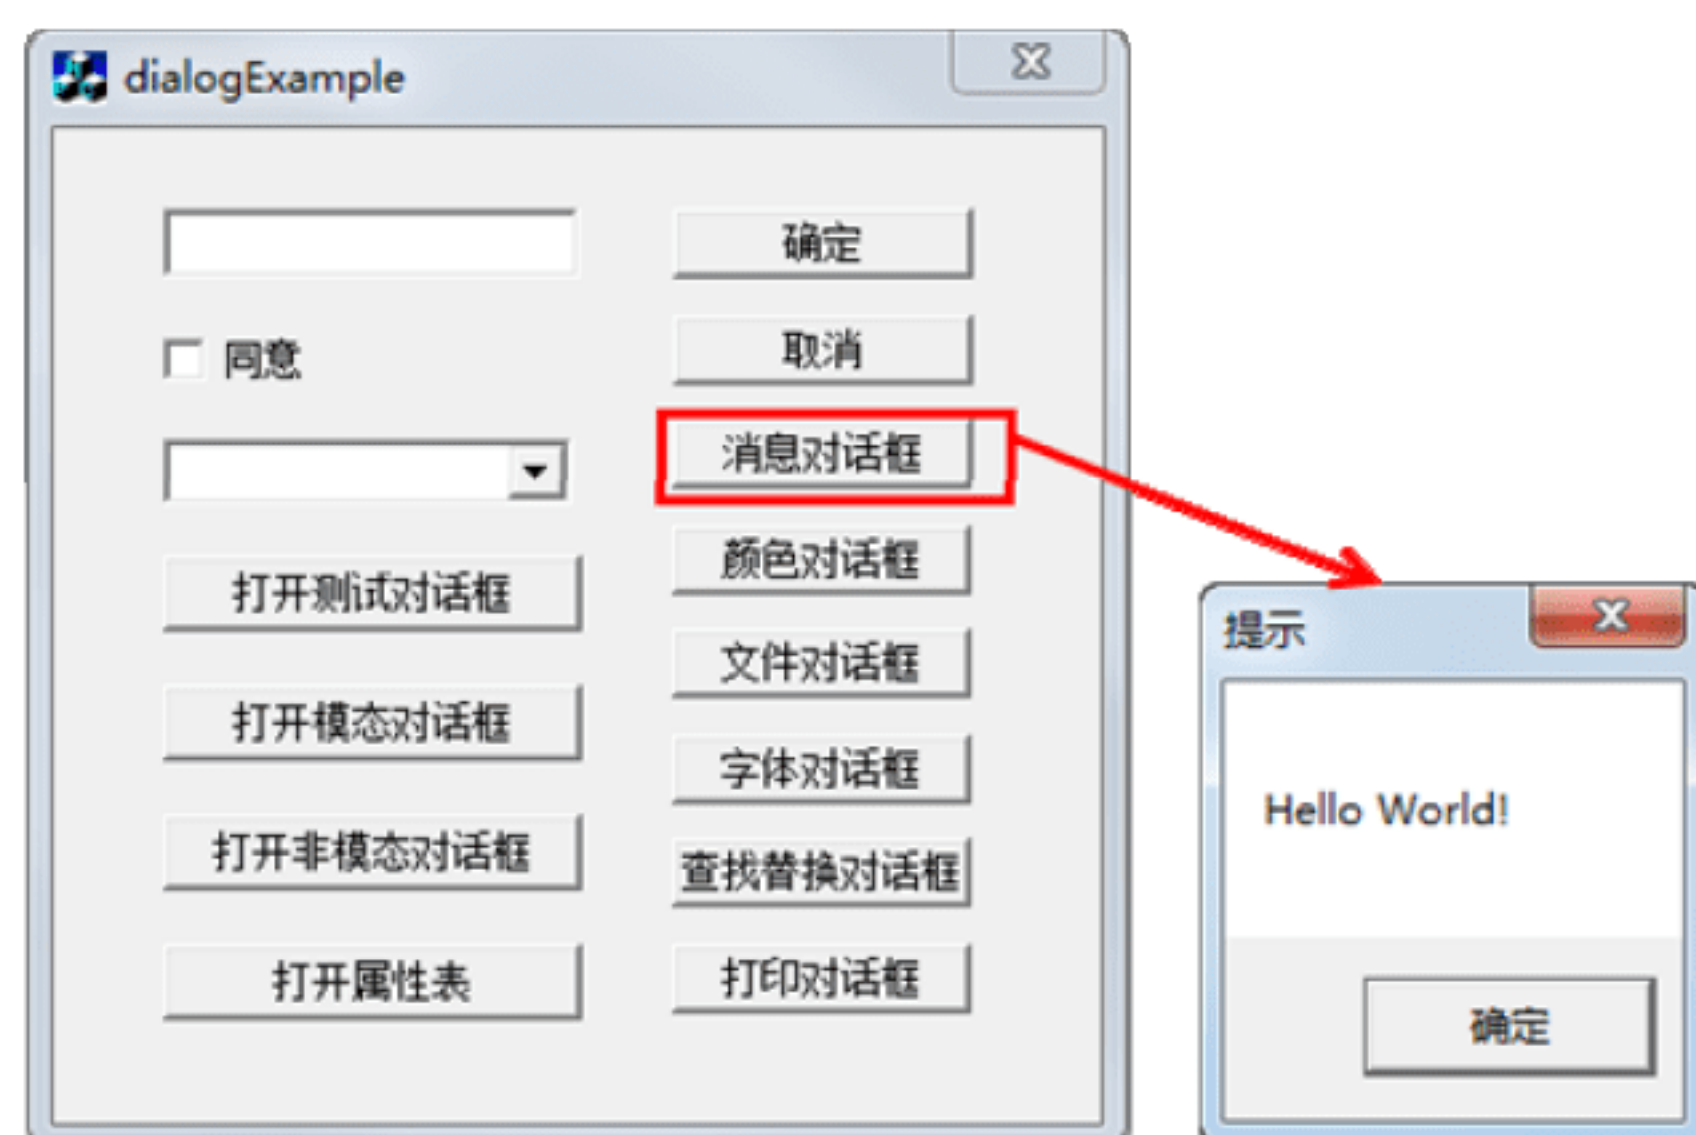 dialogExample
确定
同意
取消
消息对话框
打开测试对话框
颜色对话框
打开模态对话框
文件对话框
打开非模态对话框
字体对话框
查找替换对话框
打开属性表
打印对话框
提示
Hello World!
确定